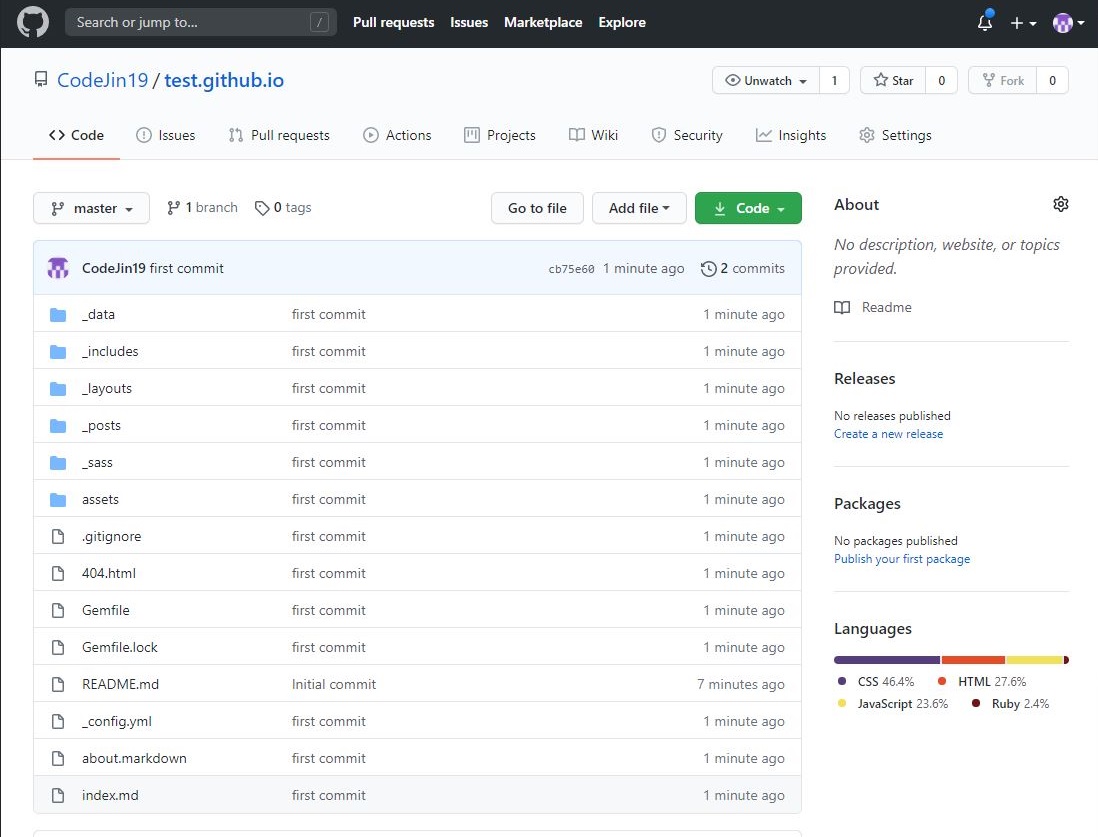 Search or jump to... /
Pull requests Issues Marketplace Explore
CodeJin19 / test.github.io
Unwatch 1 Star 0 Fork 0
Code Issues Pull requests Actions Projects Wiki Security Insights Settings
master 1 branch 0 tags Go to file Add file Code
CodeJin19 first commit cb75e60 1 minute ago 2 commits
_data first commit 1 minute ago
_includes first commit 1 minute ago
_layouts first commit 1 minute ago
_posts first commit 1 minute ago
_sass first commit 1 minute ago
assets first commit 1 minute ago
.gitignore first commit 1 minute ago
404.html first commit 1 minute ago
Gemfile first commit 1 minute ago
Gemfile.lock first commit 1 minute ago
README.md Initial commit 7 minutes ago
_config.yml first commit 1 minute ago
about.markdown first commit 1 minute ago
index.md first commit 1 minute ago
About
No description, website, or topics
provided.
Readme
Releases
No releases published
Create a new release
Packages
No packages published
Publish your first package
Languages
CSS 46.4% HTML 27.6%
JavaScript 23.6% Ruby 2.4%